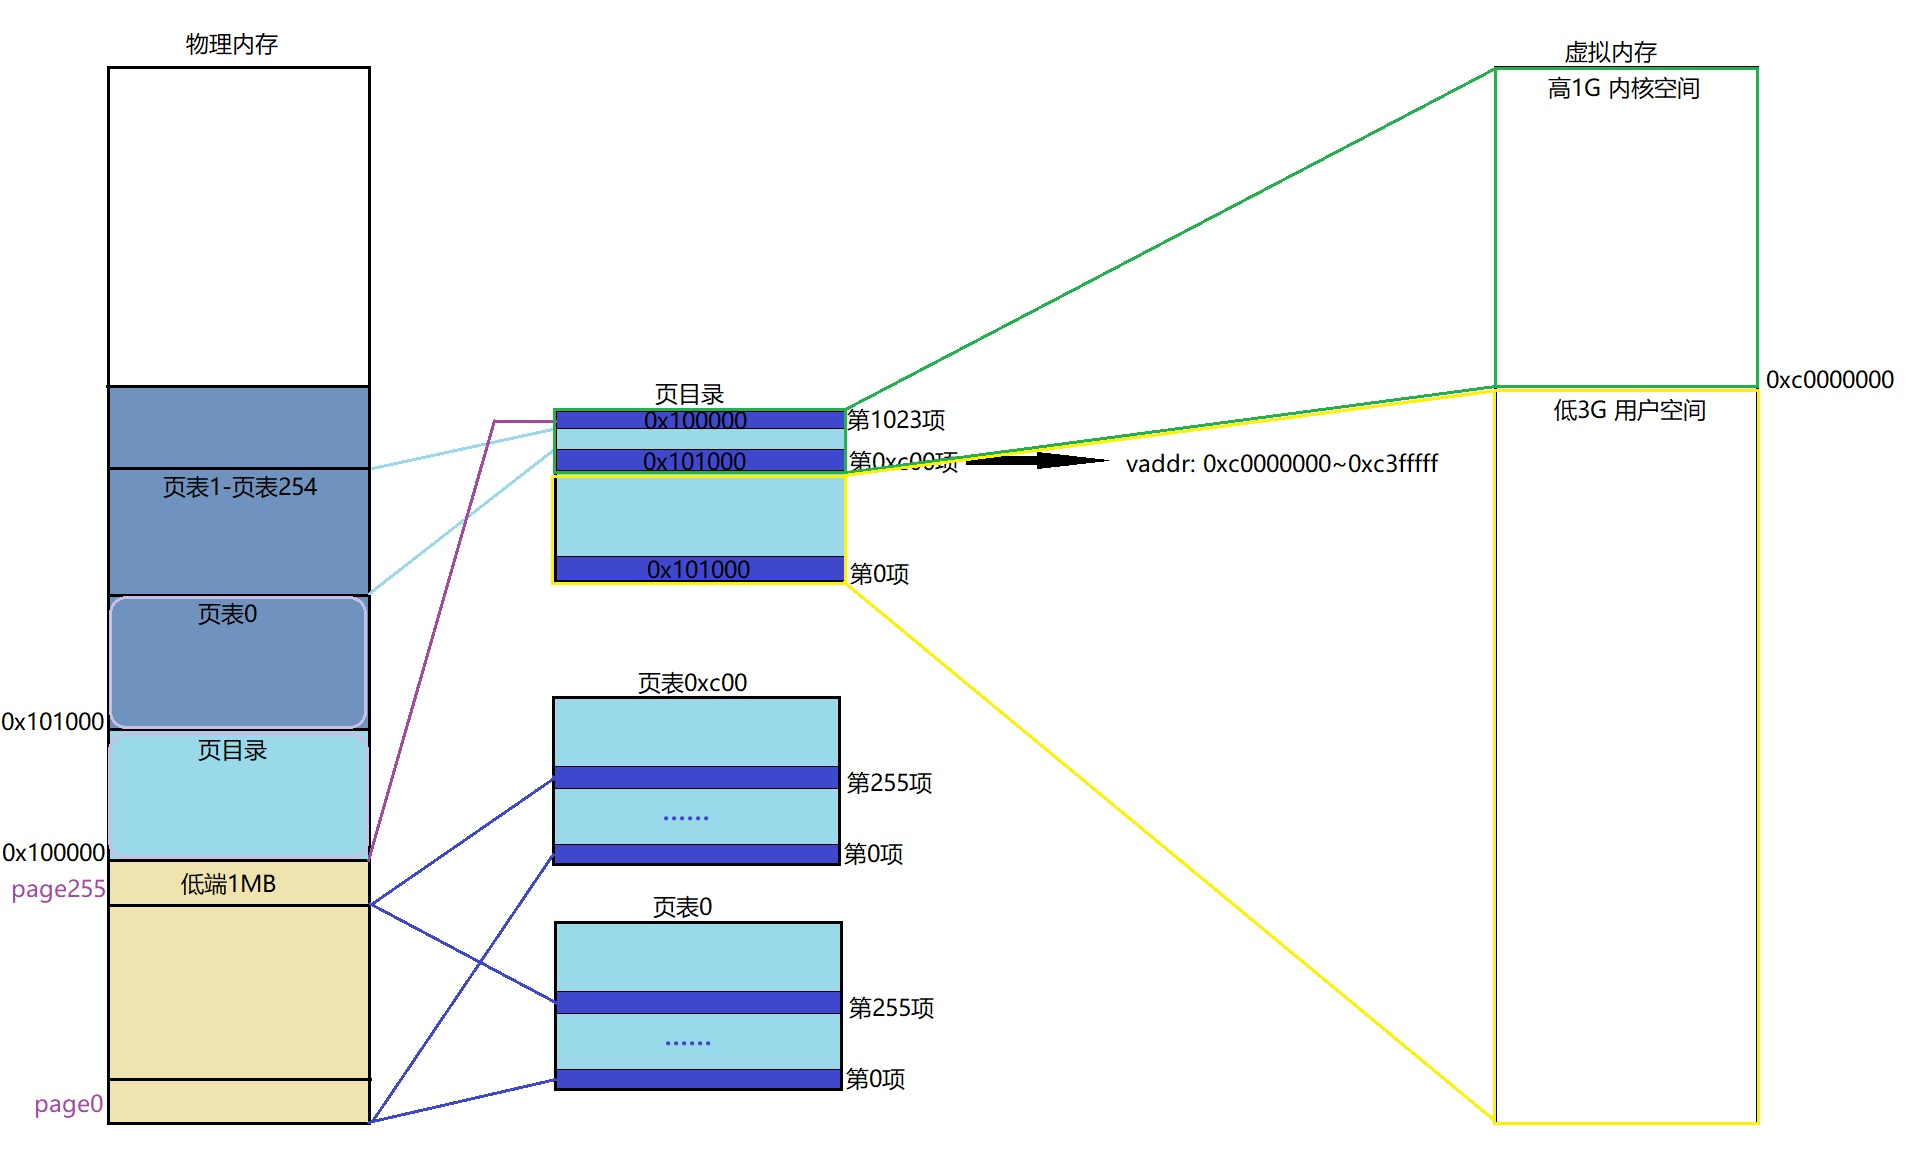 物理内存
虚拟内存
高1G 内核空间
0xc0000000
低3G 用户空间
页目录
0x100000
第1023项
0x101000
第0xc00项
vaddr: 0xc0000000~0xc3fffff
0x101000
第0项
页表1-页表254
页表0
0x101000
页目录
0x100000
page255
低端1MB
page0
页表0xc00
第255项
......
第0项
页表0
第255项
......
第0项